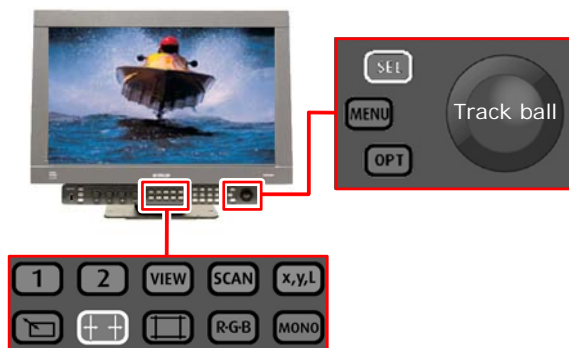 SEL
MENU
Track ball
OPT
1 2 VIEW SCAN x,y,L
R·G·B MONO